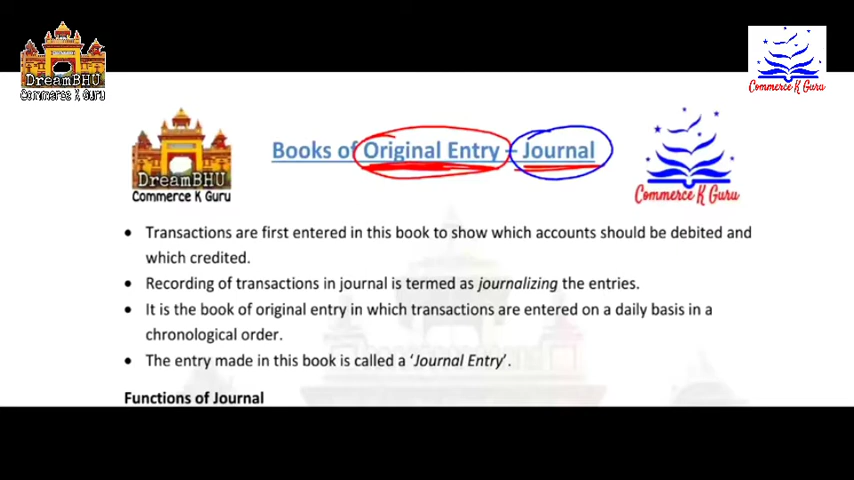 DreamBHU
Commerce K Guru
Commerce K Guru
DreamBHU
Commerce K Guru
Books of Original Entry – Journal
Commerce K Guru
• Transactions are first entered in this book to show which accounts should be debited and
which credited.
• Recording of transactions in journal is termed as journalizing the entries.
• It is the book of original entry in which transactions are entered on a daily basis in a
chronological order.
• The entry made in this book is called a ‘Journal Entry’.
Functions of Journal